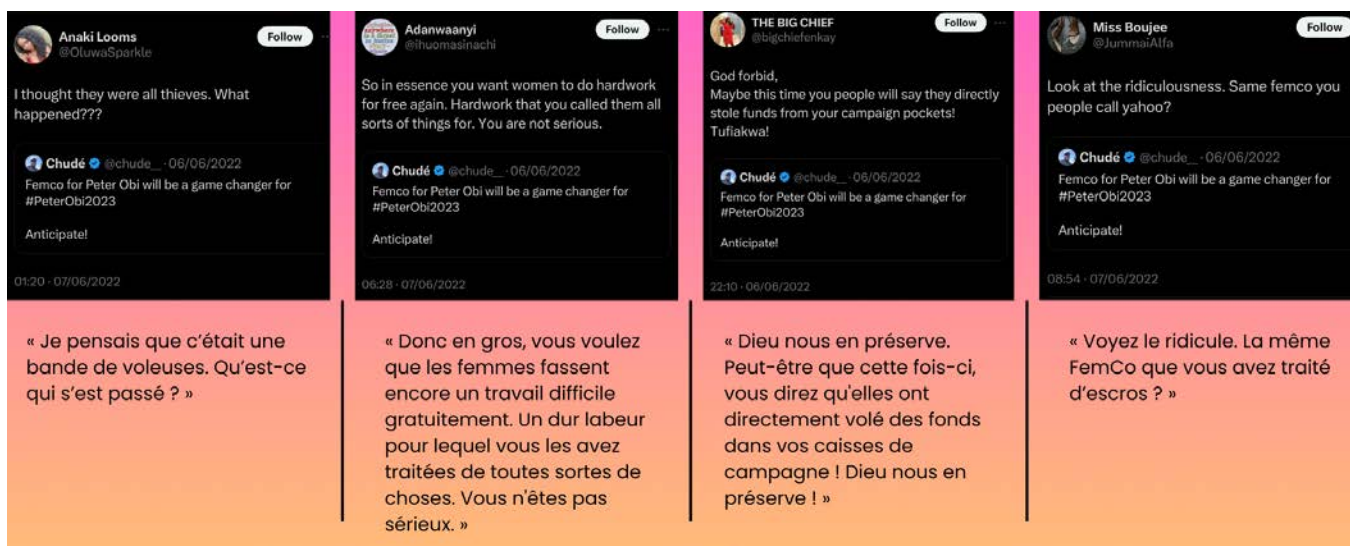 Anaki Looms
@OluwaSparkle
Follow
I thought they were all thieves. What
happened???
Chudé @chude__ · 06/06/2022
Femco for Peter Obi will be a game changer for
#PeterObi2023
Anticipate!
01:20 · 07/06/2022
« Je pensais que c’était une
bande de voleuses. Qu’est-ce
qui s’est passé ? »
Adanwaanyi
@ihuomasinachi
Follow
So in essence you want women to do hardwork
for free again. Hardwork that you called them all
sorts of things for. You are not serious.
Chudé @chude__ · 06/06/2022
Femco for Peter Obi will be a game changer for
#PeterObi2023
Anticipate!
06:28 · 07/06/2022
« Donc en gros, vous voulez
que les femmes fassent
encore un travail difficile
gratuitement. Un dur labeur
pour lequel vous les avez
traitées de toutes sortes de
choses. Vous n'êtes pas
sérieux. »
THE BIG CHIEF
@bigchiefenkay
Follow
God forbid,
Maybe this time you people will say they directly
stole funds from your campaign pockets!
Tufiakwa!
Chudé @chude__ · 06/06/2022
Femco for Peter Obi will be a game changer for
#PeterObi2023
Anticipate!
22:10 · 06/06/2022
« Dieu nous en préserve.
Peut-être que cette fois-ci,
vous direz qu'elles ont
directement volé des fonds
dans vos caisses de
campagne ! Dieu nous en
préserve ! »
Miss Boujee
@JummaiAlfa
Follow
Look at the ridiculousness. Same femco you
people call yahoo?
Chudé @chude__ · 06/06/2022
Femco for Peter Obi will be a game changer for
#PeterObi2023
Anticipate!
08:54 · 07/06/2022
« Voyez le ridicule. La même
FemCo que vous avez traité
d’escros ? »